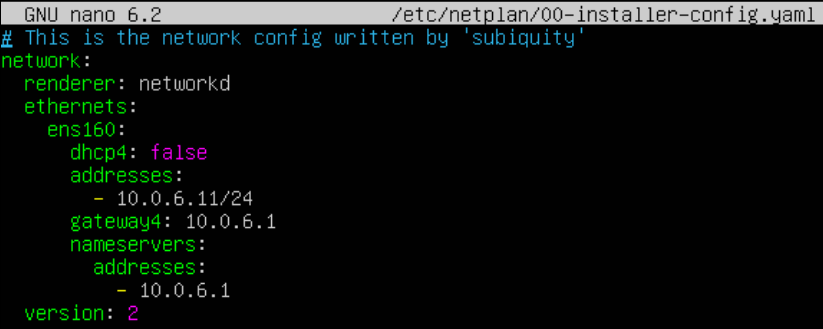 GNU nano 6.2 /etc/netplan/00-installer-config.yaml
# This is the network config written by 'subiquity'
network:
  renderer: networkd
  ethernets:
    ens160:
      dhcp4: false
      addresses:
        - 10.0.6.11/24
      gateway4: 10.0.6.1
      nameservers:
        addresses:
          - 10.0.6.1
  version: 2